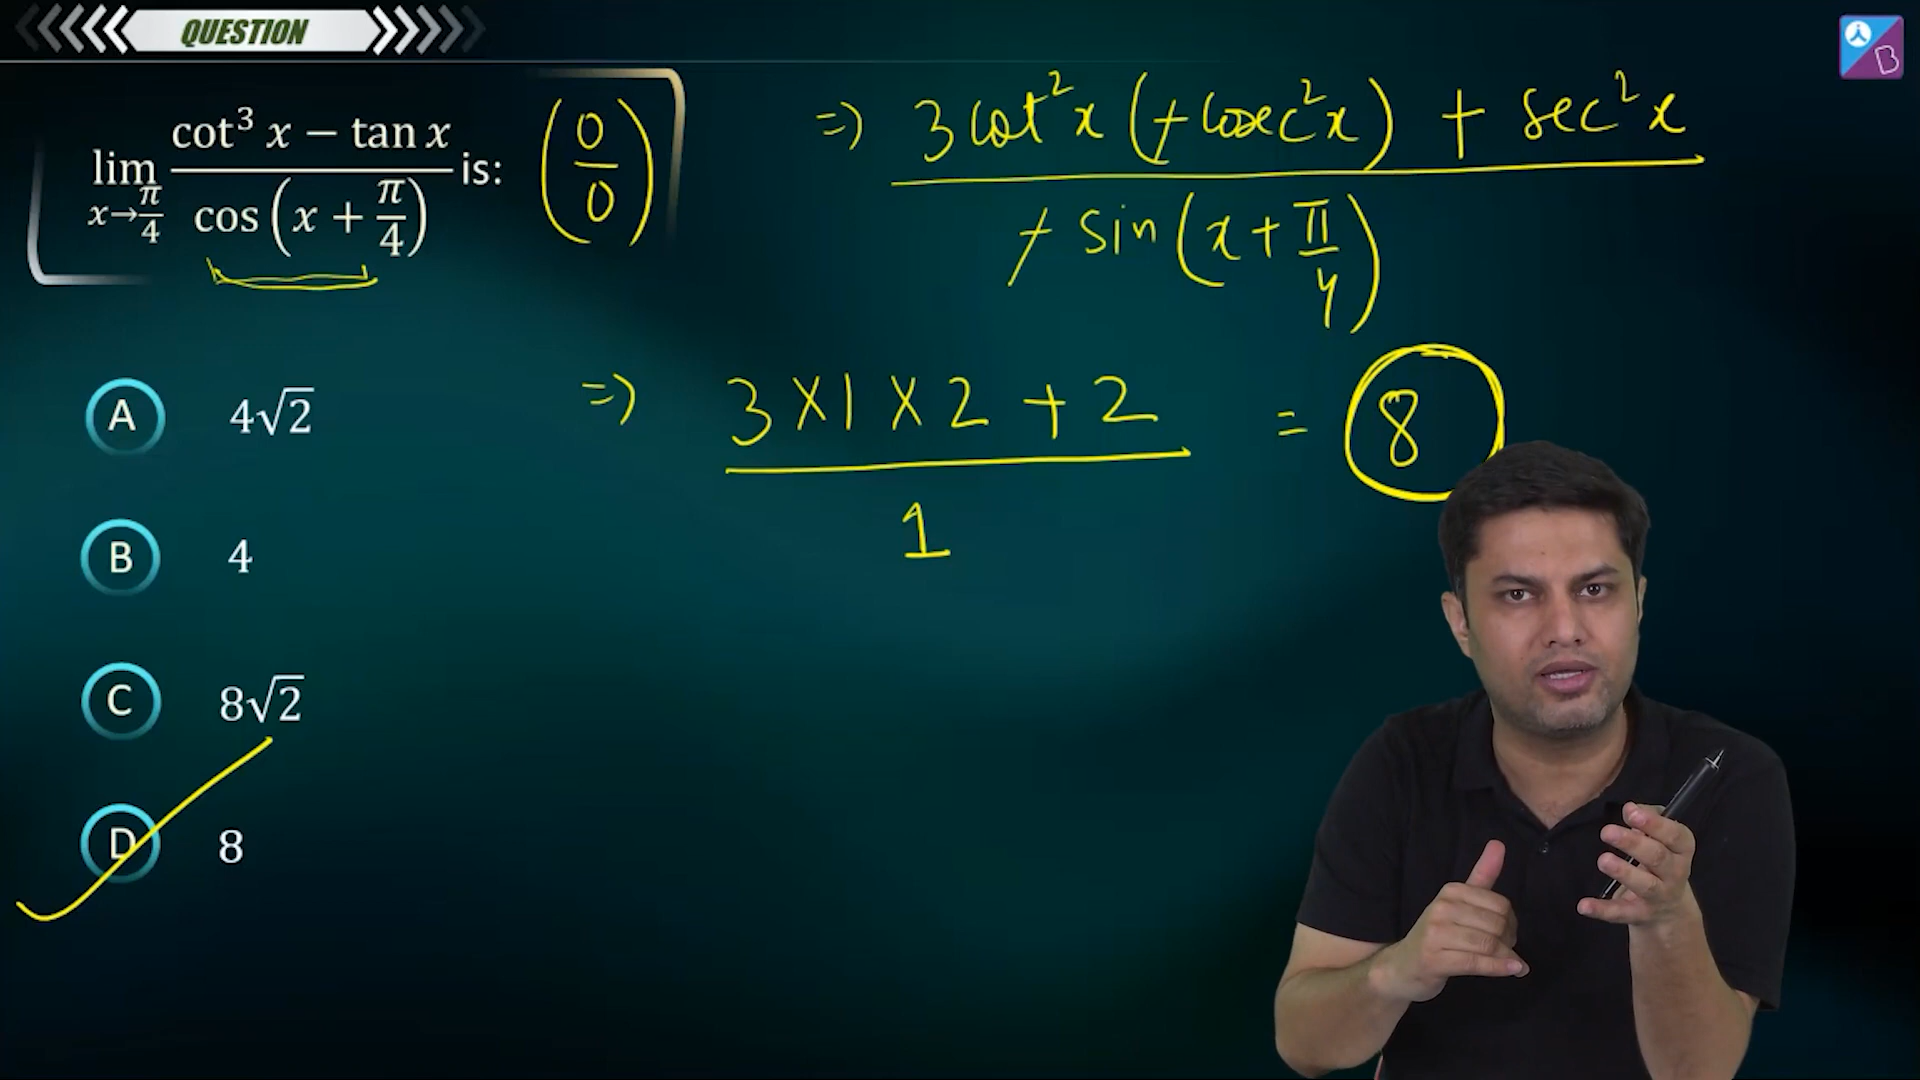 QUESTION
lim x→π/4 (cot³ x − tan x)/(cos(x + π/4)) is:
(0/0)
⇒ (3cot²x (+cosec²x) + sec²x)/(+ sin(x + π/4))
A 4√2
⇒ (3×1×2 + 2)/1 = 8
B 4
C 8√2
D 8
B